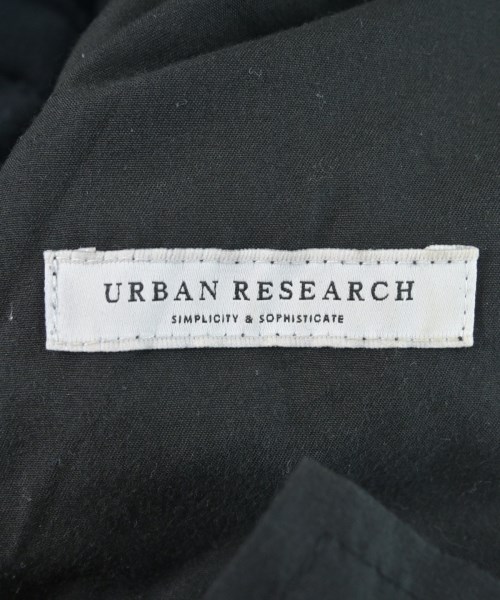 URBAN RESEARCH
SIMPLICITY & SOPHISTICATE